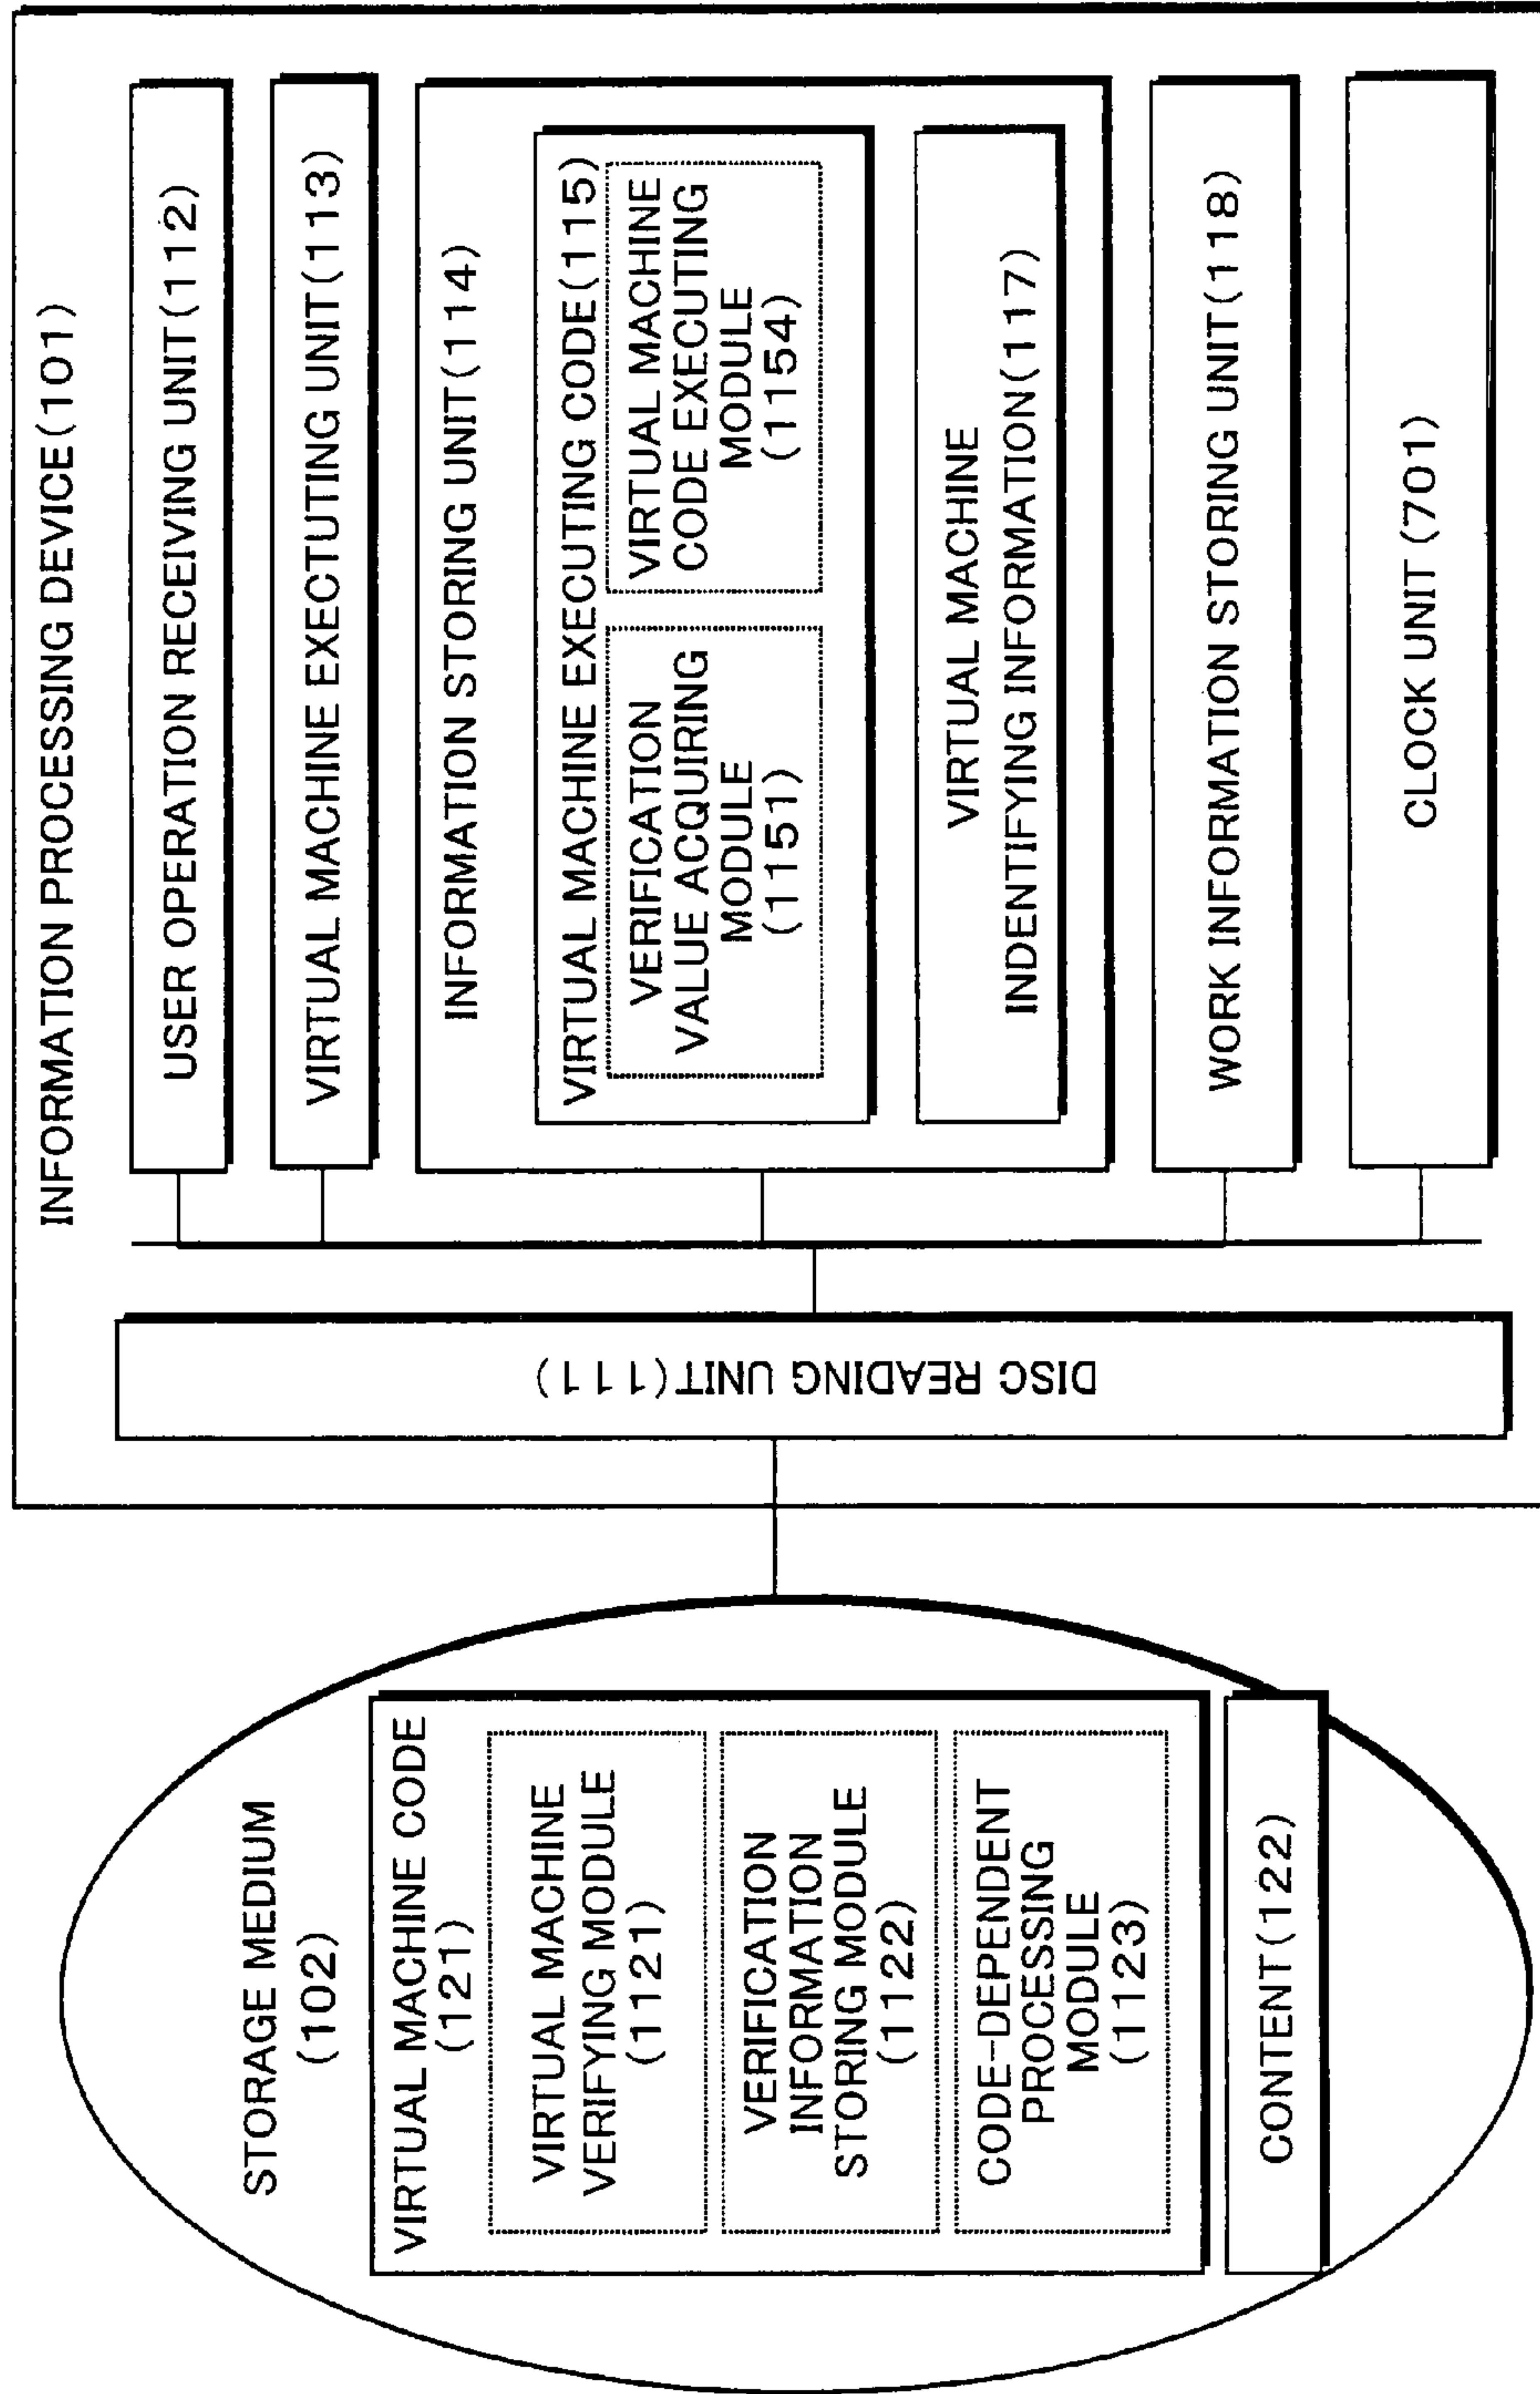 STORAGE MEDIUM
(102)
VIRTUAL MACHINE CODE
(121)
VIRTUAL MACHINE
VERIFYING MODULE
(1121)
VERIFICATION
INFORMATION
STORING MODULE
(1122)
CODE-DEPENDENT
PROCESSING
MODULE
(1123)
CONTENT(122)
INFORMATION PROCESSING DEVICE(101)
DISC READING UNIT(111)
USER OPERATION RECEIVING UNIT(112)
VIRTUAL MACHINE EXECTUTING UNIT(113)
INFORMATION STORING UNIT(114)
VIRTUAL MACHINE EXECUTING CODE(115)
VERIFICATION
VALUE ACQUIRING
MODULE
(1151)
VIRTUAL MACHINE
CODE EXECUTING
MODULE
(1154)
VIRTUAL MACHINE
INDENTIFYING INFORMATION(117)
WORK INFORMATION STORING UNIT(118)
CLOCK UNIT(701)